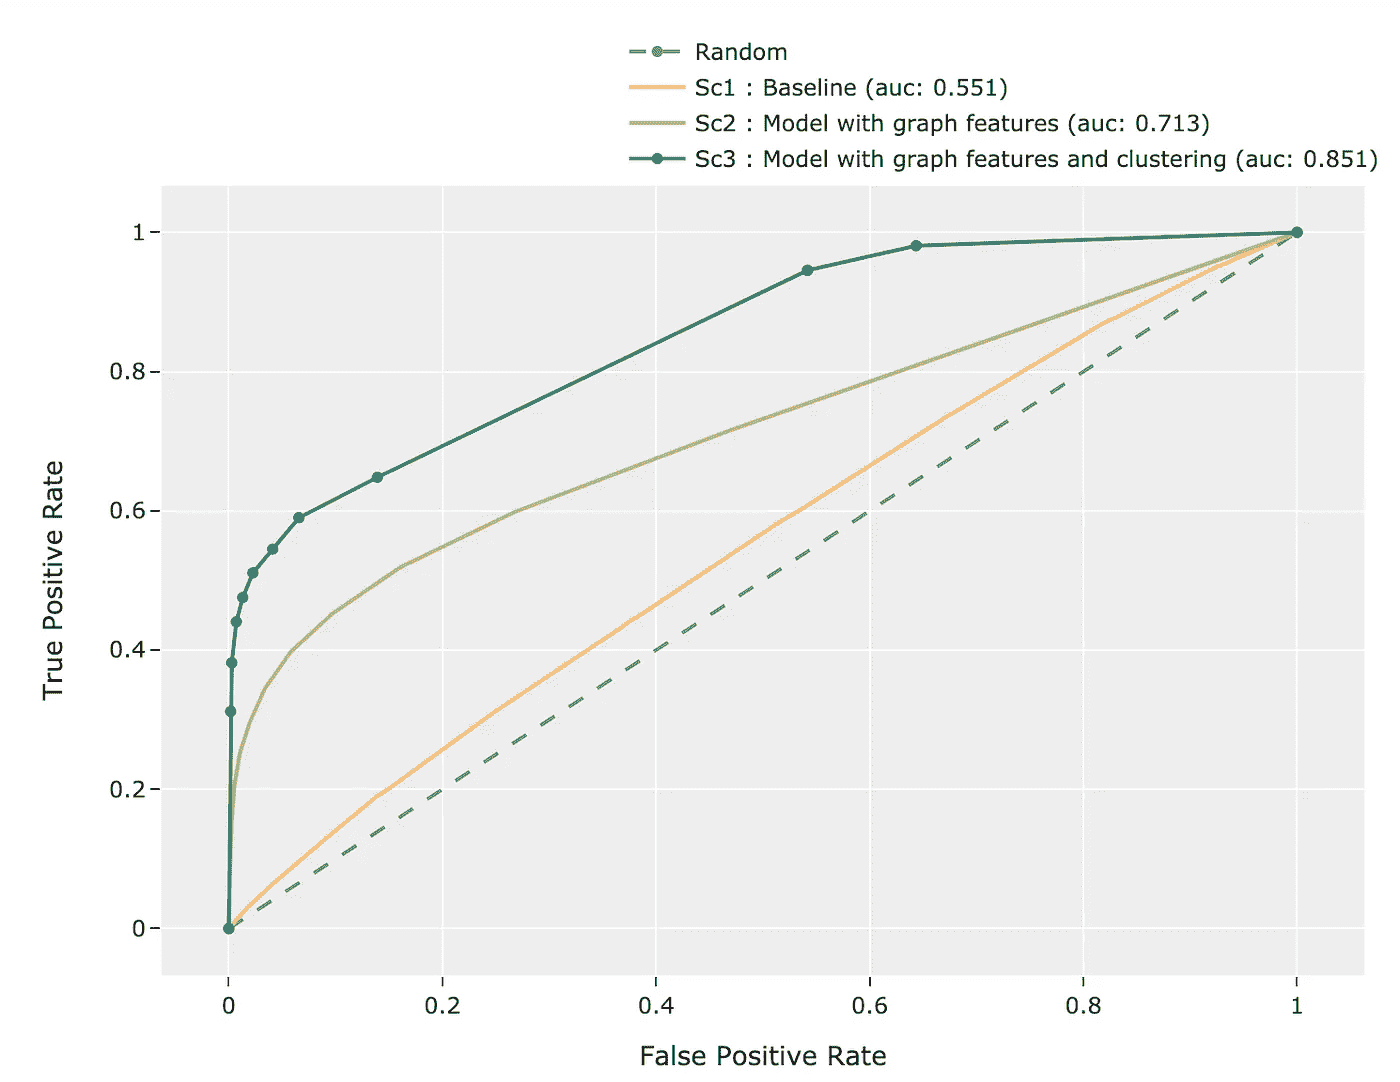 Random
Sc1 : Baseline (auc: 0.551)
Sc2 : Model with graph features (auc: 0.713)
Sc3 : Model with graph features and clustering (auc: 0.851)
1
0.8
0.6
0.4
0.2
0
True Positive Rate
0 0.2 0.4 0.6 0.8 1
False Positive Rate